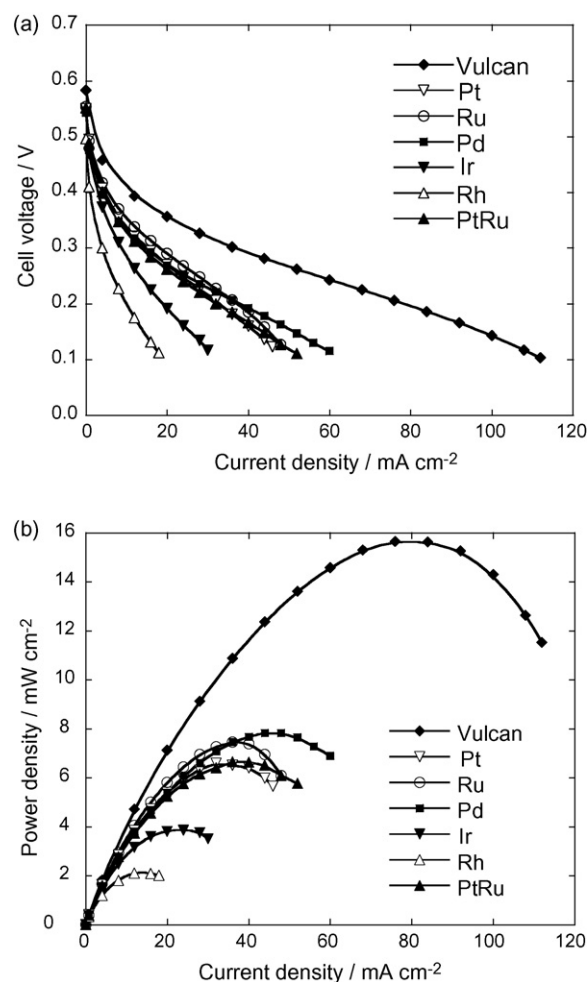 (a)
0.7
0.6
0.5
0.4
0.3
0.2
0.1
0.0
Cell voltage / V
Vulcan
Pt
Ru
Pd
Ir
Rh
PtRu
0 20 40 60 80 100 120
Current density / mA cm-2
(b)
16
14
12
10
8
6
4
2
0
Power density / mW cm-2
Vulcan
Pt
Ru
Pd
Ir
Rh
PtRu
0 20 40 60 80 100 120
Current density / mA cm-2